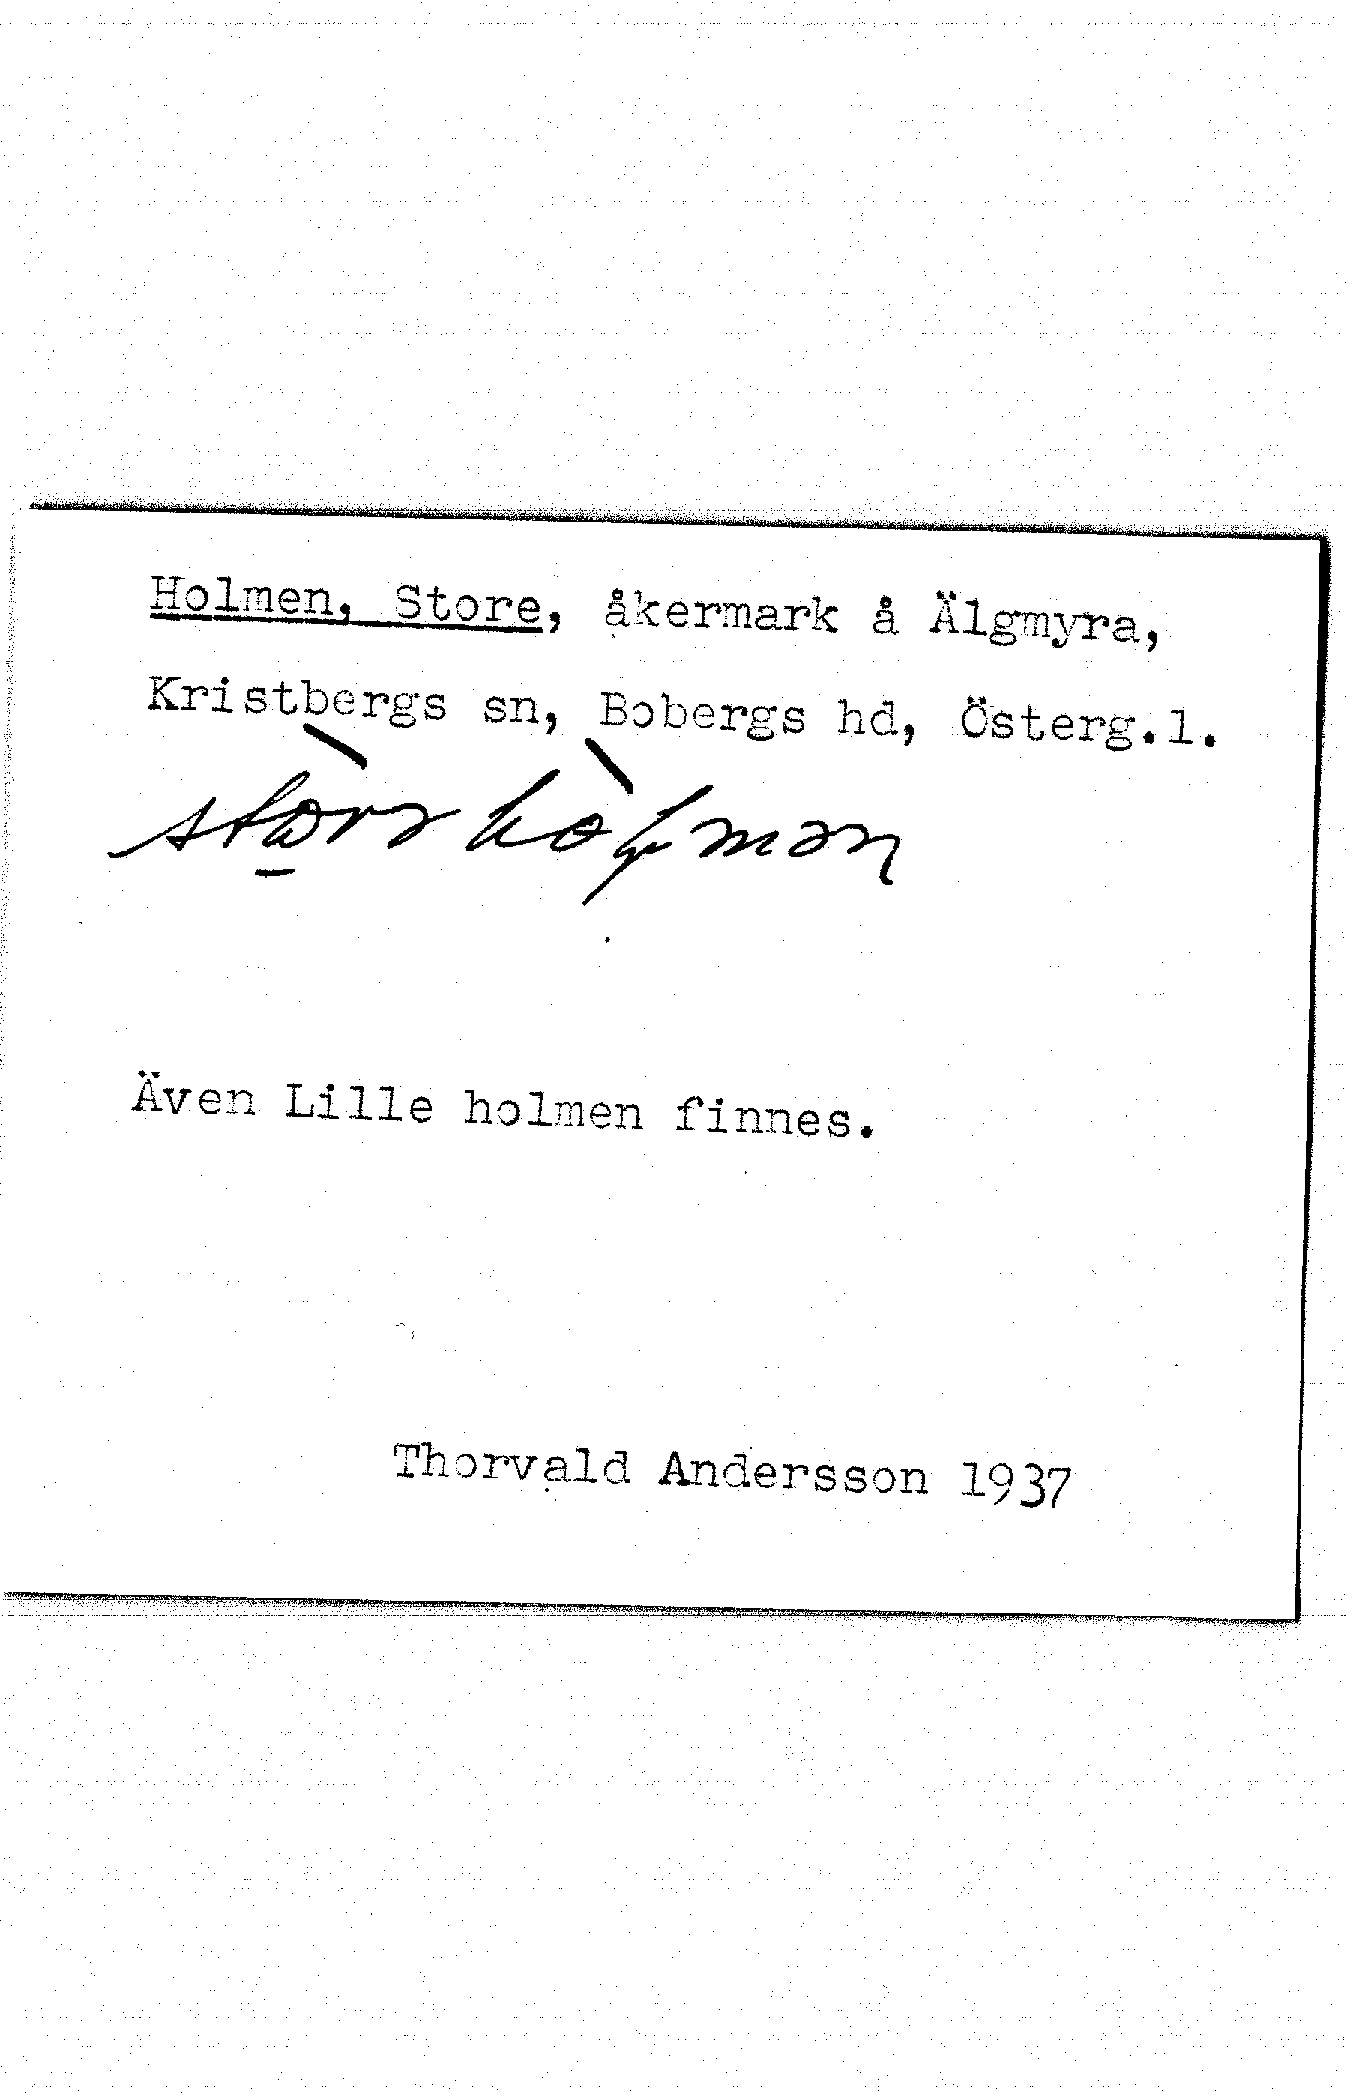 Holmen, Store, åkermark å Älgmyra,
Kristbergs sn, Bobergs hd, Österg.l.
Även Lille holmen finnes.
Thorvald Andersson 1937